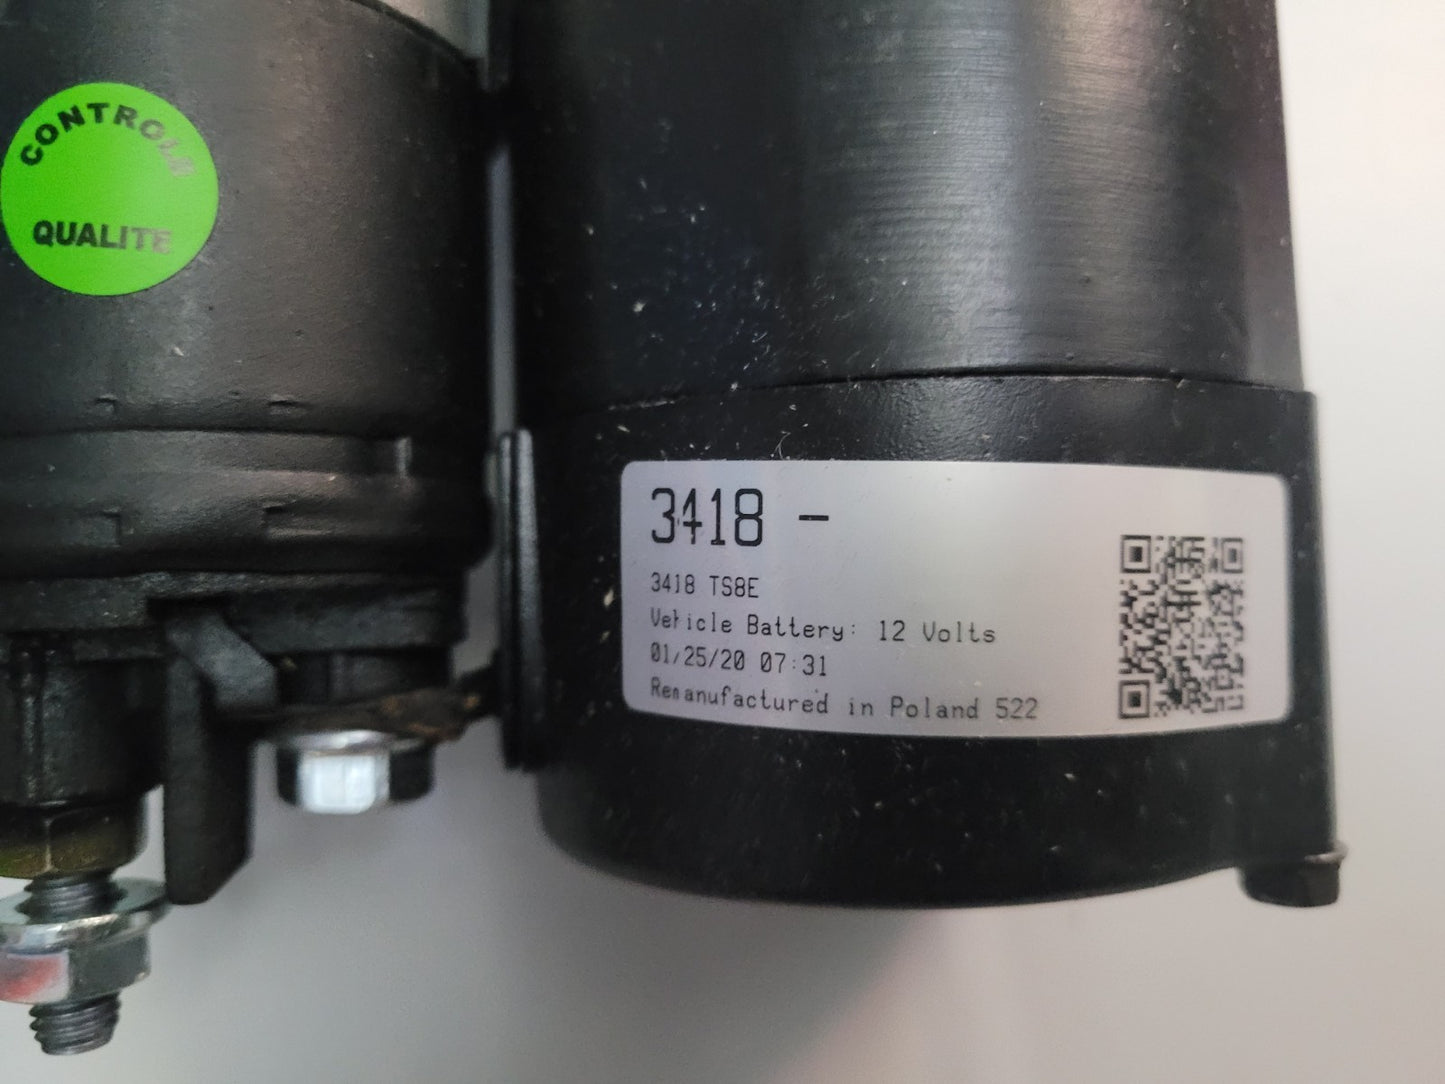 CONTROLE
QUALITE
3418 -
3418 TS8E
Vehicle Battery: 12 Volts
01/25/20 07:31
Remanufactured in Poland 522